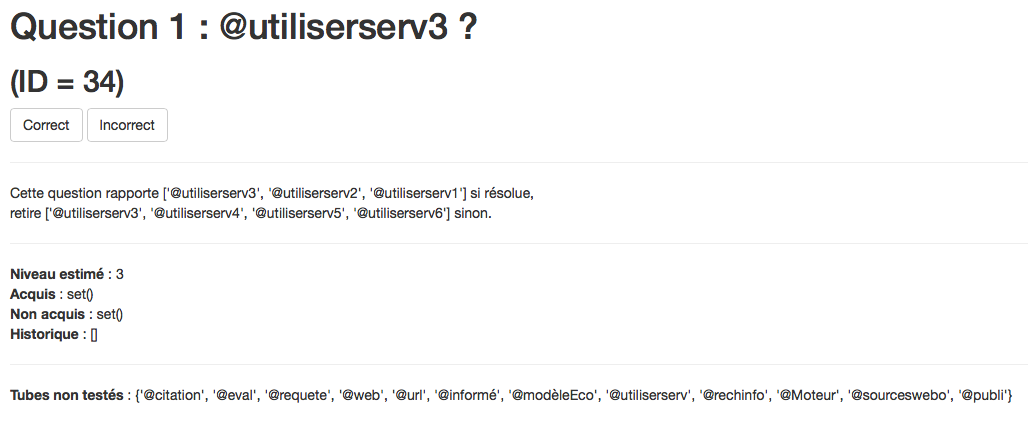 Question 1 : @utiliserserv3 ?
(ID = 34)
Correct Incorrect
Cette question rapporte ['@utiliserserv3', '@utiliserserv2', '@utiliserserv1'] si résolue,
retire ['@utiliserserv3', '@utiliserserv4', '@utiliserserv5', '@utiliserserv6'] sinon.
Niveau estimé : 3
Acquis : set()
Non acquis : set()
Historique : []
Tubes non testés : {'@citation', '@eval', '@requete', '@web', '@url', '@informé', '@modèleEco', '@utiliserserv', '@rechinfo', '@Moteur', '@sourceswebo', '@publi'}